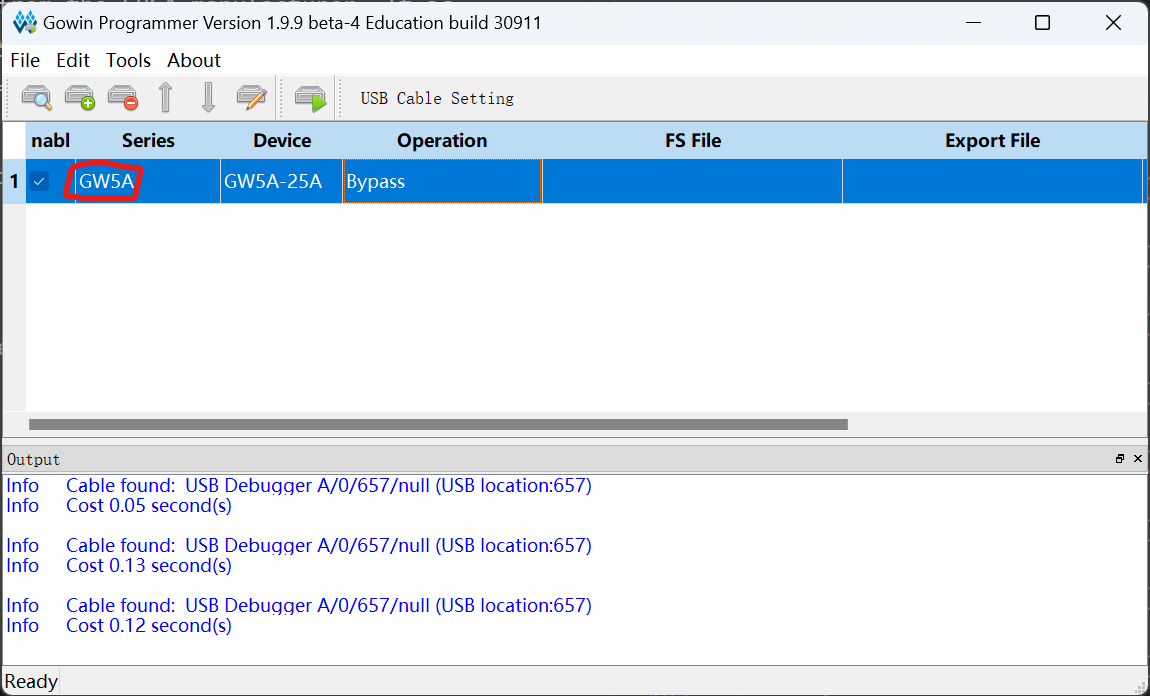 Gowin Programmer Version 1.9.9 beta-4 Education build 30911
File Edit Tools About
USB Cable Setting
nabl Series Device Operation FS File Export File
1 GW5A GW5A-25A Bypass
Output
Info Cable found: USB Debugger A/0/657/null (USB location:657)
Info Cost 0.05 second(s)
Info Cable found: USB Debugger A/0/657/null (USB location:657)
Info Cost 0.13 second(s)
Info Cable found: USB Debugger A/0/657/null (USB location:657)
Info Cost 0.12 second(s)
Ready